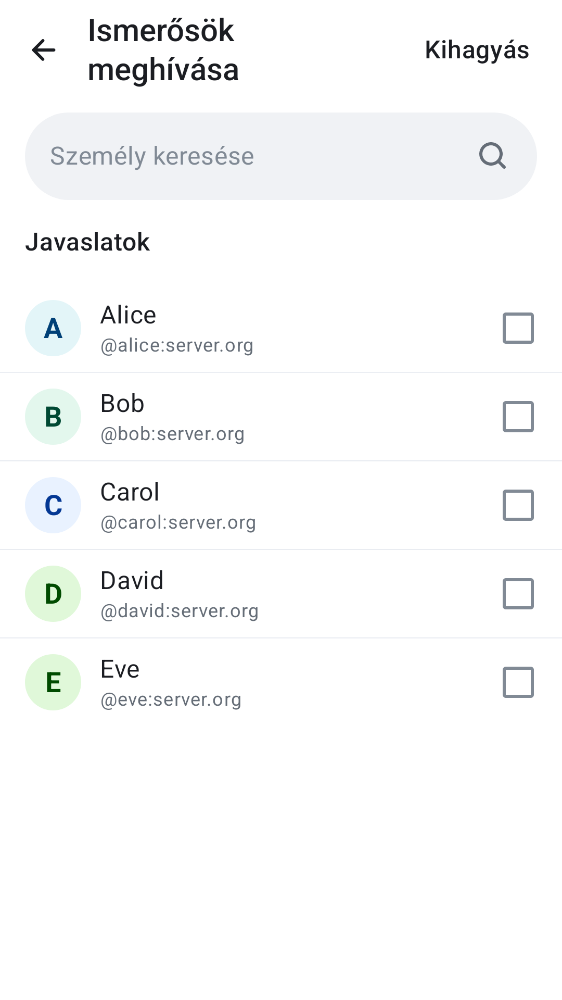 Ismerősök
meghívása
Kihagyás
Személy keresése
Javaslatok
A
Alice
@alice:server.org
B
Bob
@bob:server.org
C
Carol
@carol:server.org
D
David
@david:server.org
E
Eve
@eve:server.org